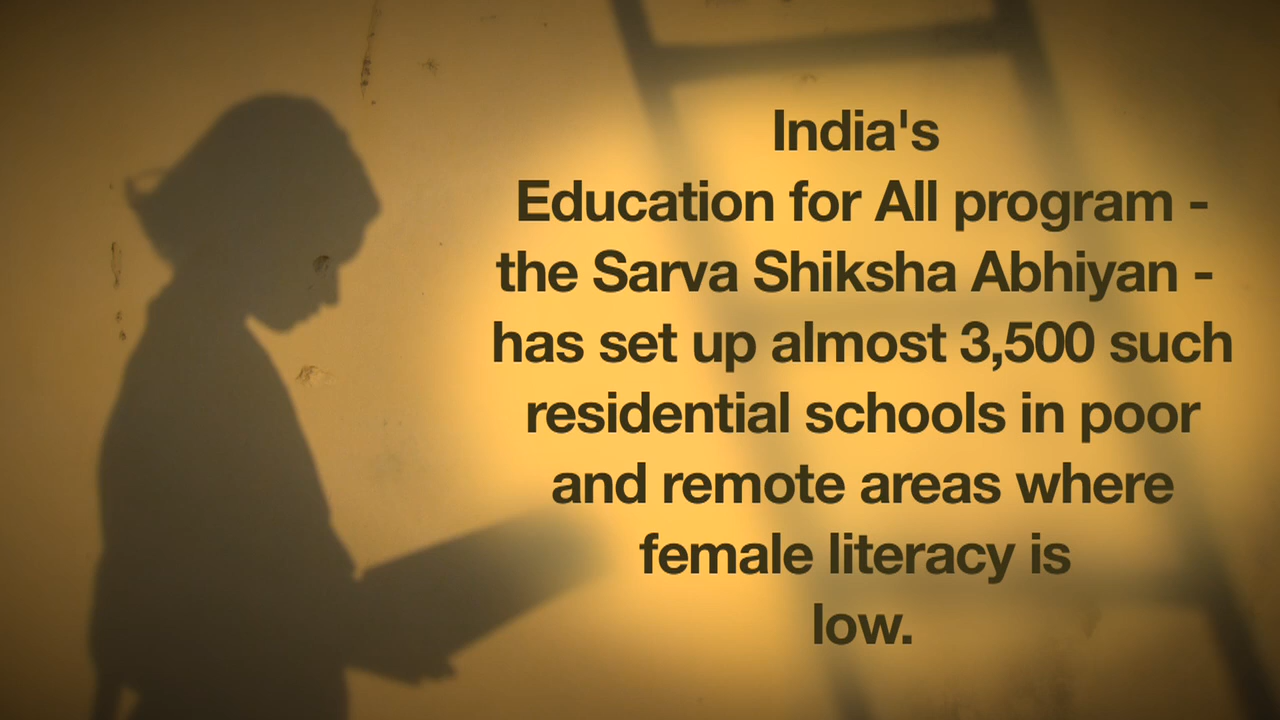 India's
Education for All program -
the Sarva Shiksha Abhiyan -
has set up almost 3,500 such
residential schools in poor
and remote areas where
female literacy is
low.